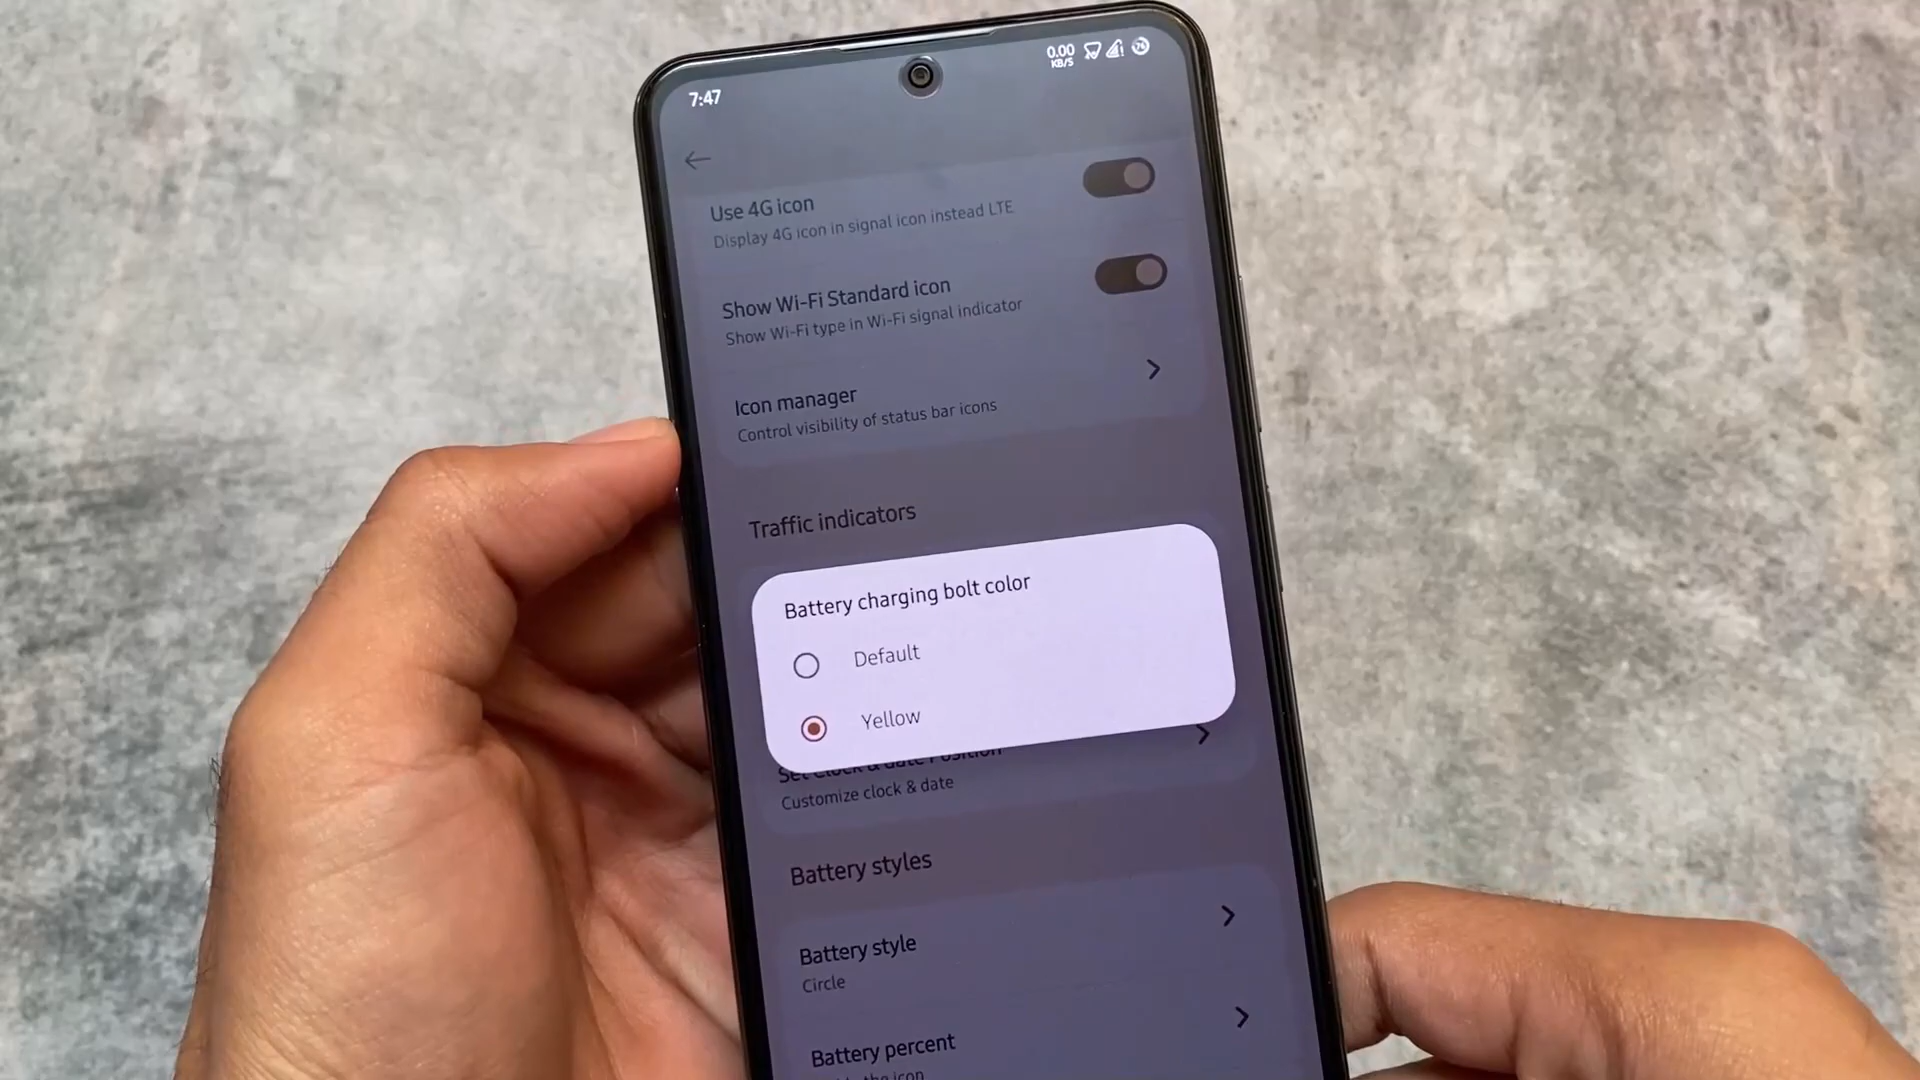 7:47
0.00
KB/S
76
Use 4G icon
Display 4G icon in signal icon instead LTE
Show Wi-Fi Standard icon
Show Wi-Fi type in Wi-Fi signal indicator
Icon manager
Control visibility of status bar icons
Traffic indicators
Battery charging bolt color
Default
Yellow
Set Clock & date Position
Customize clock & date
Battery styles
Battery style
Circle
Battery percent
the icon